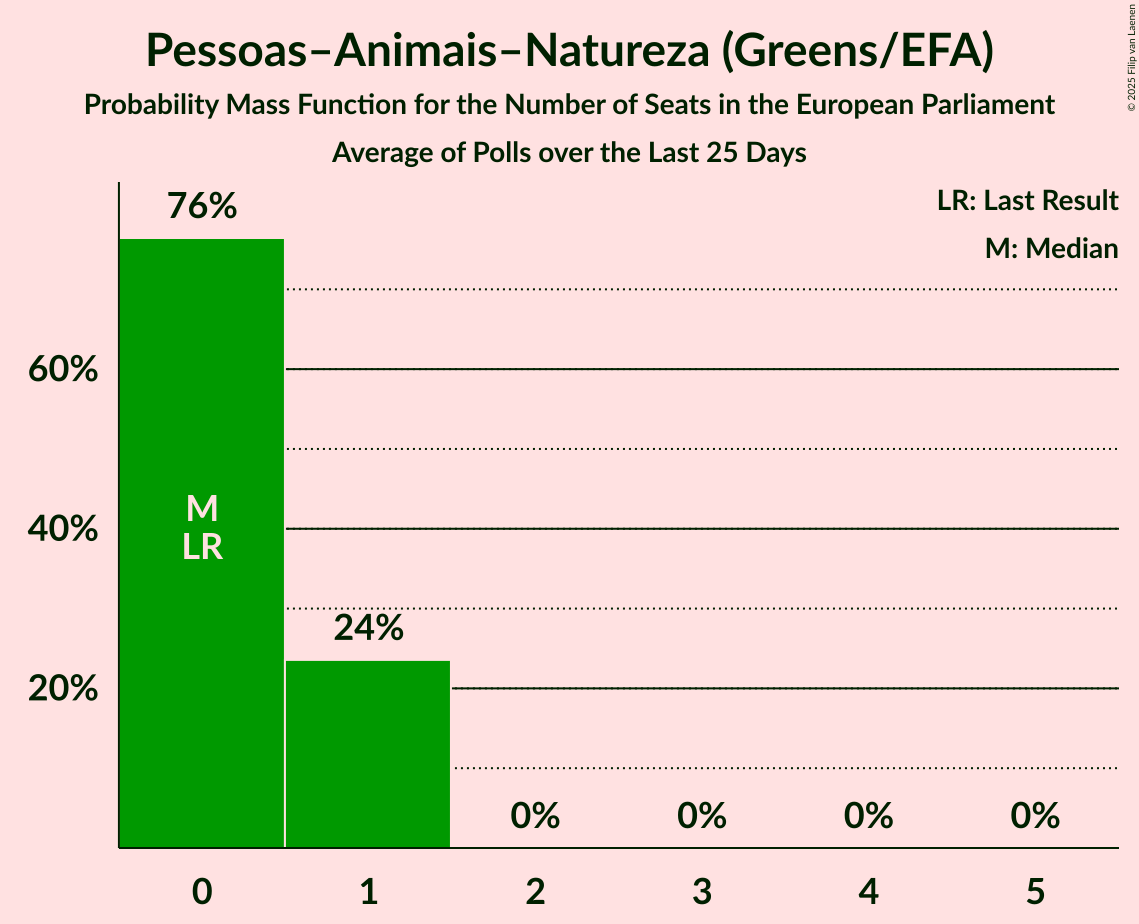 Pessoas–Animais–Natureza (Greens/EFA)
Probability Mass Function for the Number of Seats in the European Parliament
Average of Polls over the Last 25 Days
© 2025 Filip van Laenen
LR: Last Result
M: Median
76%
60%
40%
20%
M
LR
24%
0%
0%
0%
0%
0
1
2
3
4
5